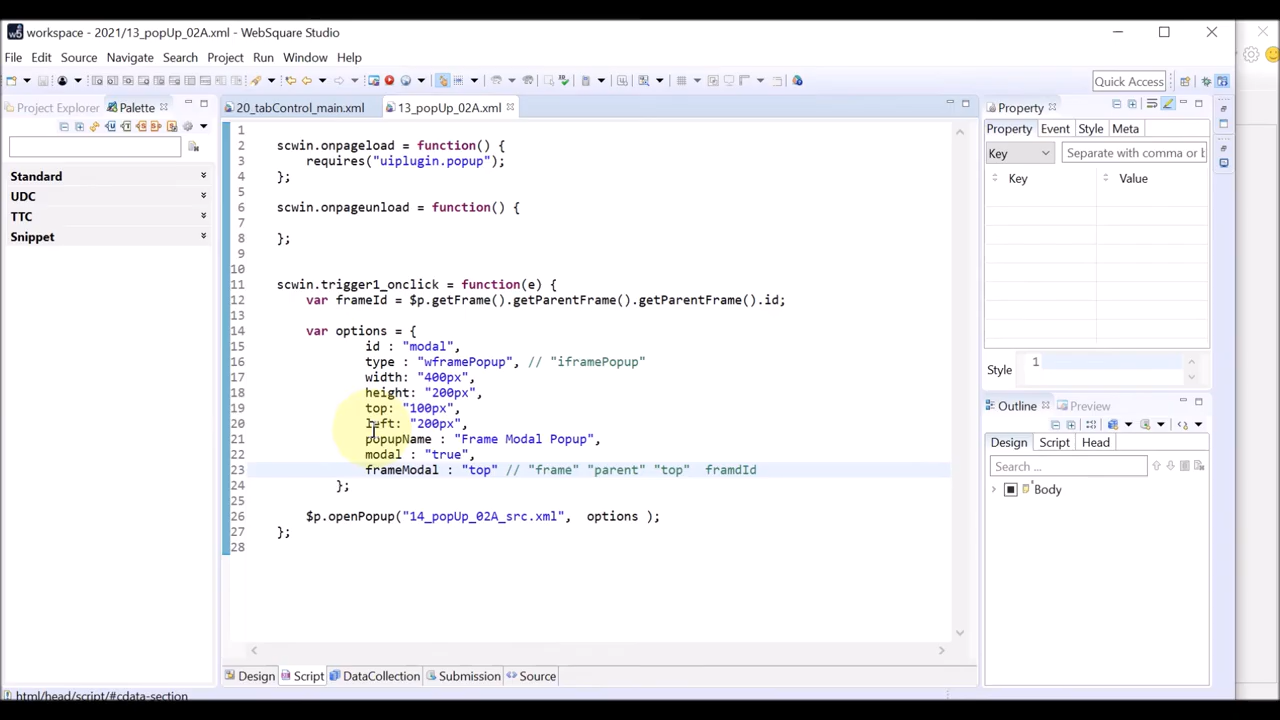 workspace - 2021/13_popUp_02A.xml - WebSquare Studio
File Edit Source Navigate Search Project Run Window Help
Quick Access
Project Explorer Palette
20_tabControl_main.xml 13_popUp_02A.xml
Property
Property Event Style Meta
Key Separate with comma or b
Key Value
Standard
UDC
TTC
Snippet
1
2 scwin.onpageload = function() {
3 requires("uiplugin.popup");
4 };
5
6 scwin.onpageunload = function() {
7
8 };
9
10
11 scwin.trigger1_onclick = function(e) {
12 var frameId = $p.getFrame().getParentFrame().getParentFrame().id;
13
14 var options = {
15 id : "modal",
16 type : "wframePopup", // "iframePopup"
17 width: "400px",
18 height: "200px",
19 top: "100px",
20 left: "200px",
21 popupName : "Frame Modal Popup",
22 modal : "true",
23 frameModal : "top" // "frame" "parent" "top" framdId
24 };
25
26 $p.openPopup("14_popUp_02A_src.xml", options );
27 };
28
Style 1
Outline Preview
Design Script Head
Search ...
Body
Design Script DataCollection Submission Source
html/head/script/#cdata-section